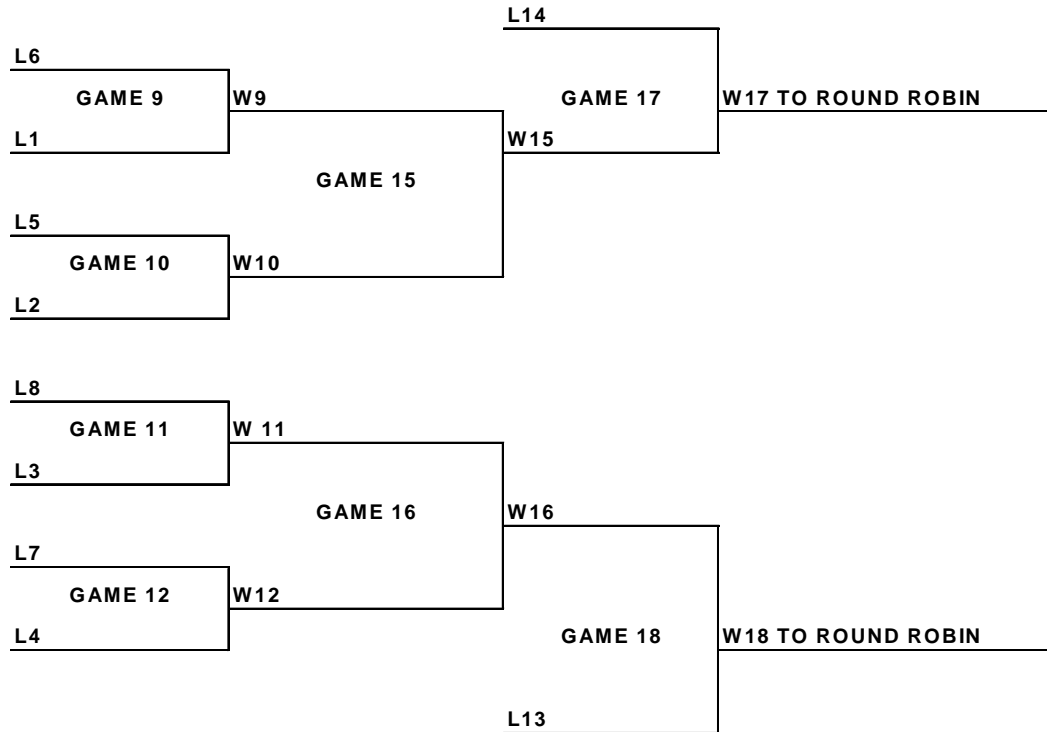 L14
L6
GAME 9
W9
GAME 17
W17 TO ROUND ROBIN
L1
W15
GAME 15
L5
GAME 10
W10
L2
L8
GAME 11
W 11
L3
GAME 16
W16
L7
GAME 12
W12
L4
GAME 18
W18 TO ROUND ROBIN
L13